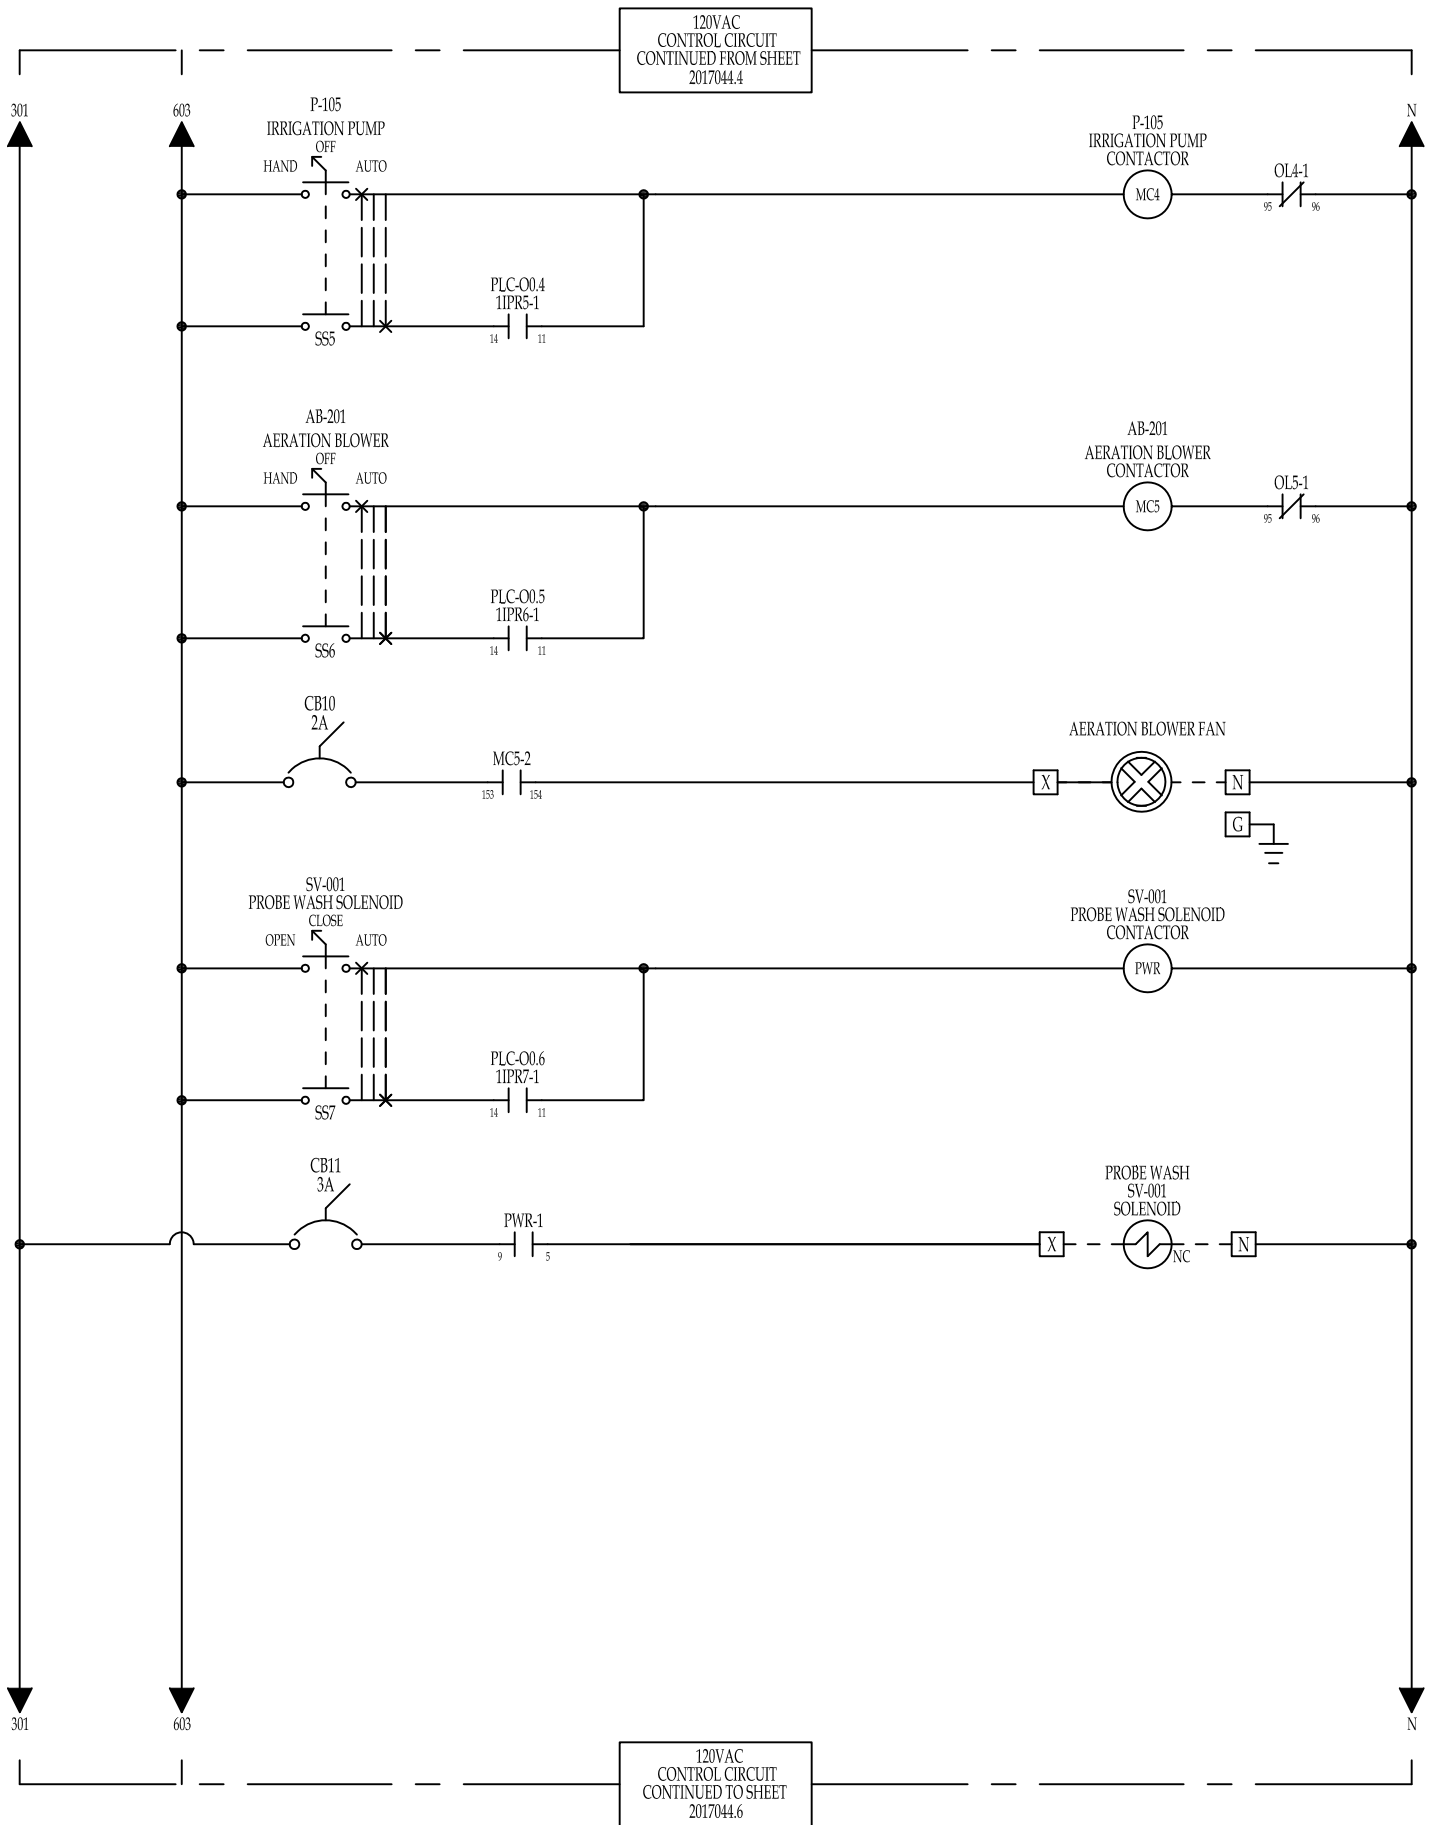 120VAC
CONTROL CIRCUIT
CONTINUED FROM SHEET
2017044.4
301
603
N
P-105
IRRIGATION PUMP
OFF
HAND
AUTO
P-105
IRRIGATION PUMP
CONTACTOR
MC4
OL4-1
95
96
PLC-O0.4
1IPR5-1
14
11
SS5
AB-201
AERATION BLOWER
OFF
HAND
AUTO
AB-201
AERATION BLOWER
CONTACTOR
MC5
OL5-1
95
96
PLC-O0.5
1IPR6-1
14
11
SS6
CB10
2A
MC5-2
153
154
AERATION BLOWER FAN
X
N
G
SV-001
PROBE WASH SOLENOID
CLOSE
OPEN
AUTO
SV-001
PROBE WASH SOLENOID
CONTACTOR
PWR
PLC-O0.6
1IPR7-1
14
11
SS7
CB11
3A
PWR-1
9
5
PROBE WASH
SV-001
SOLENOID
X
NC
N
301
603
N
120VAC
CONTROL CIRCUIT
CONTINUED TO SHEET
2017044.6